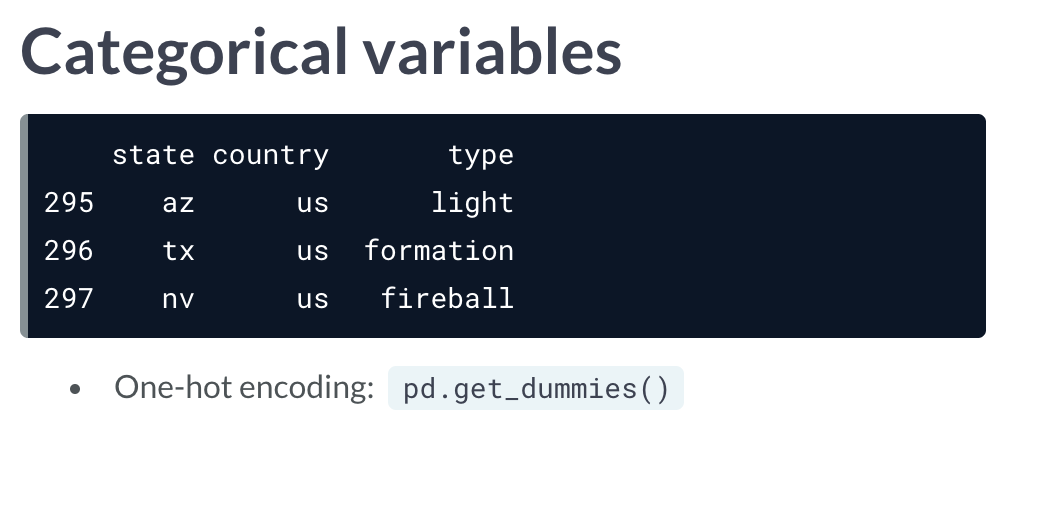 Categorical variables
state country type
295 az us light
296 tx us formation
297 nv us fireball
• One-hot encoding: pd.get_dummies()